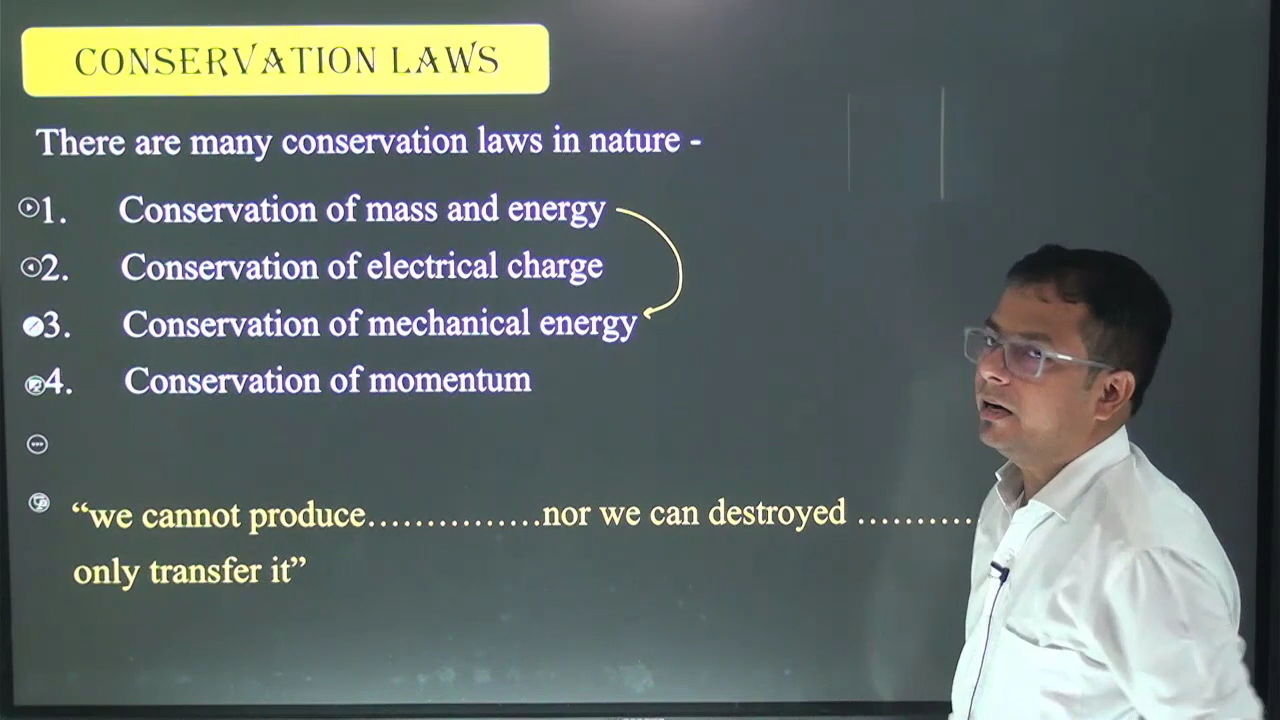 CONSERVATION LAWS
There are many conservation laws in nature -
1. Conservation of mass and energy
2. Conservation of electrical charge
3. Conservation of mechanical energy
4. Conservation of momentum
“we cannot produce...............nor we can destroyed ..........
only transfer it”